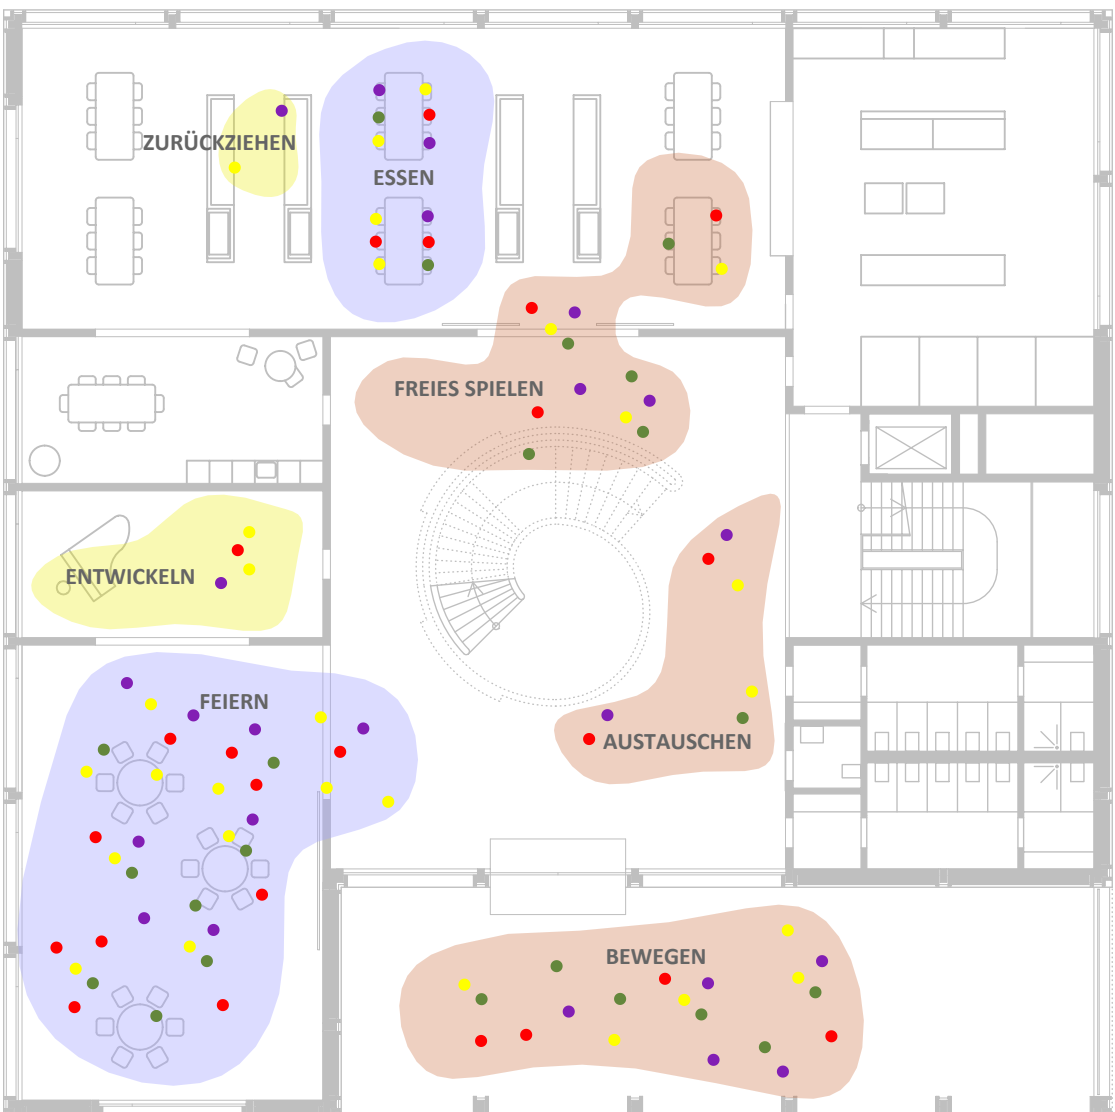 ZURÜCKZIEHEN
ESSEN
FREIES SPIELEN
ENTWICKELN
FEIERN
AUSTAUSCHEN
BEWEGEN